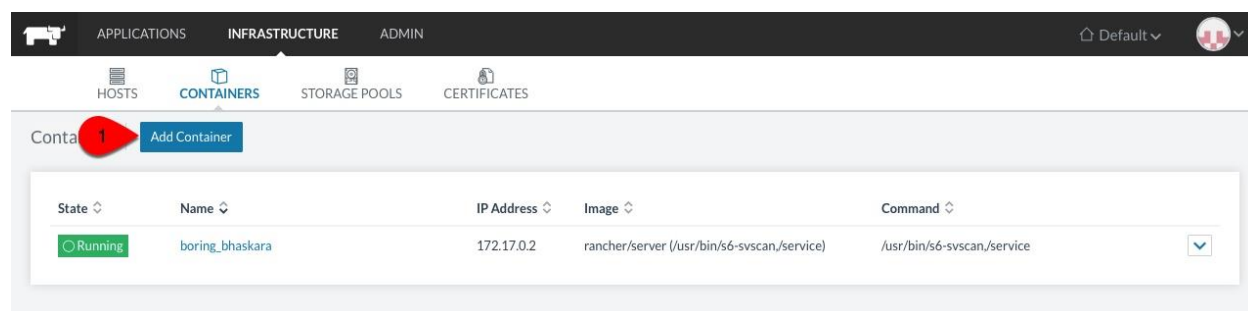 APPLICATIONS INFRASTRUCTURE ADMIN Default
HOSTS CONTAINERS STORAGE POOLS CERTIFICATES
Conta 1 Add Container
State Name IP Address Image Command
Running boring_bhaskara 172.17.0.2 rancher/server (/usr/bin/s6-svscan,/service) /usr/bin/s6-svscan,/service